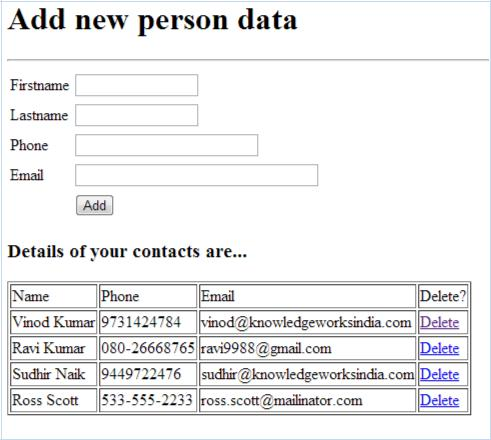 Add new person data
Firstname
Lastname
Phone
Email
Add
Details of your contacts are...
Name Phone Email Delete?
Vinod Kumar 9731424784 vinod@knowledgeworksindia.com Delete
Ravi Kumar 080-26668765 ravi9988@gmail.com Delete
Sudhir Naik 9449722476 sudhir@knowledgeworksindia.com Delete
Ross Scott 533-555-2233 ross.scott@mailinator.com Delete